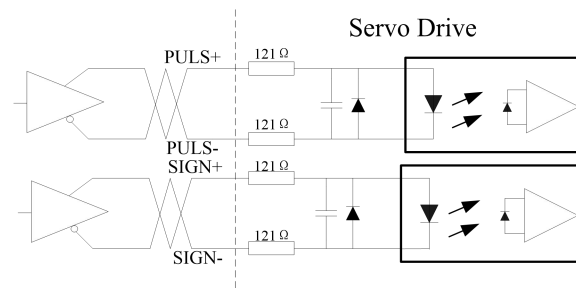 Servo Drive
PULS+
121 Ω
121 Ω
PULS-
SIGN+
121 Ω
121 Ω
SIGN-